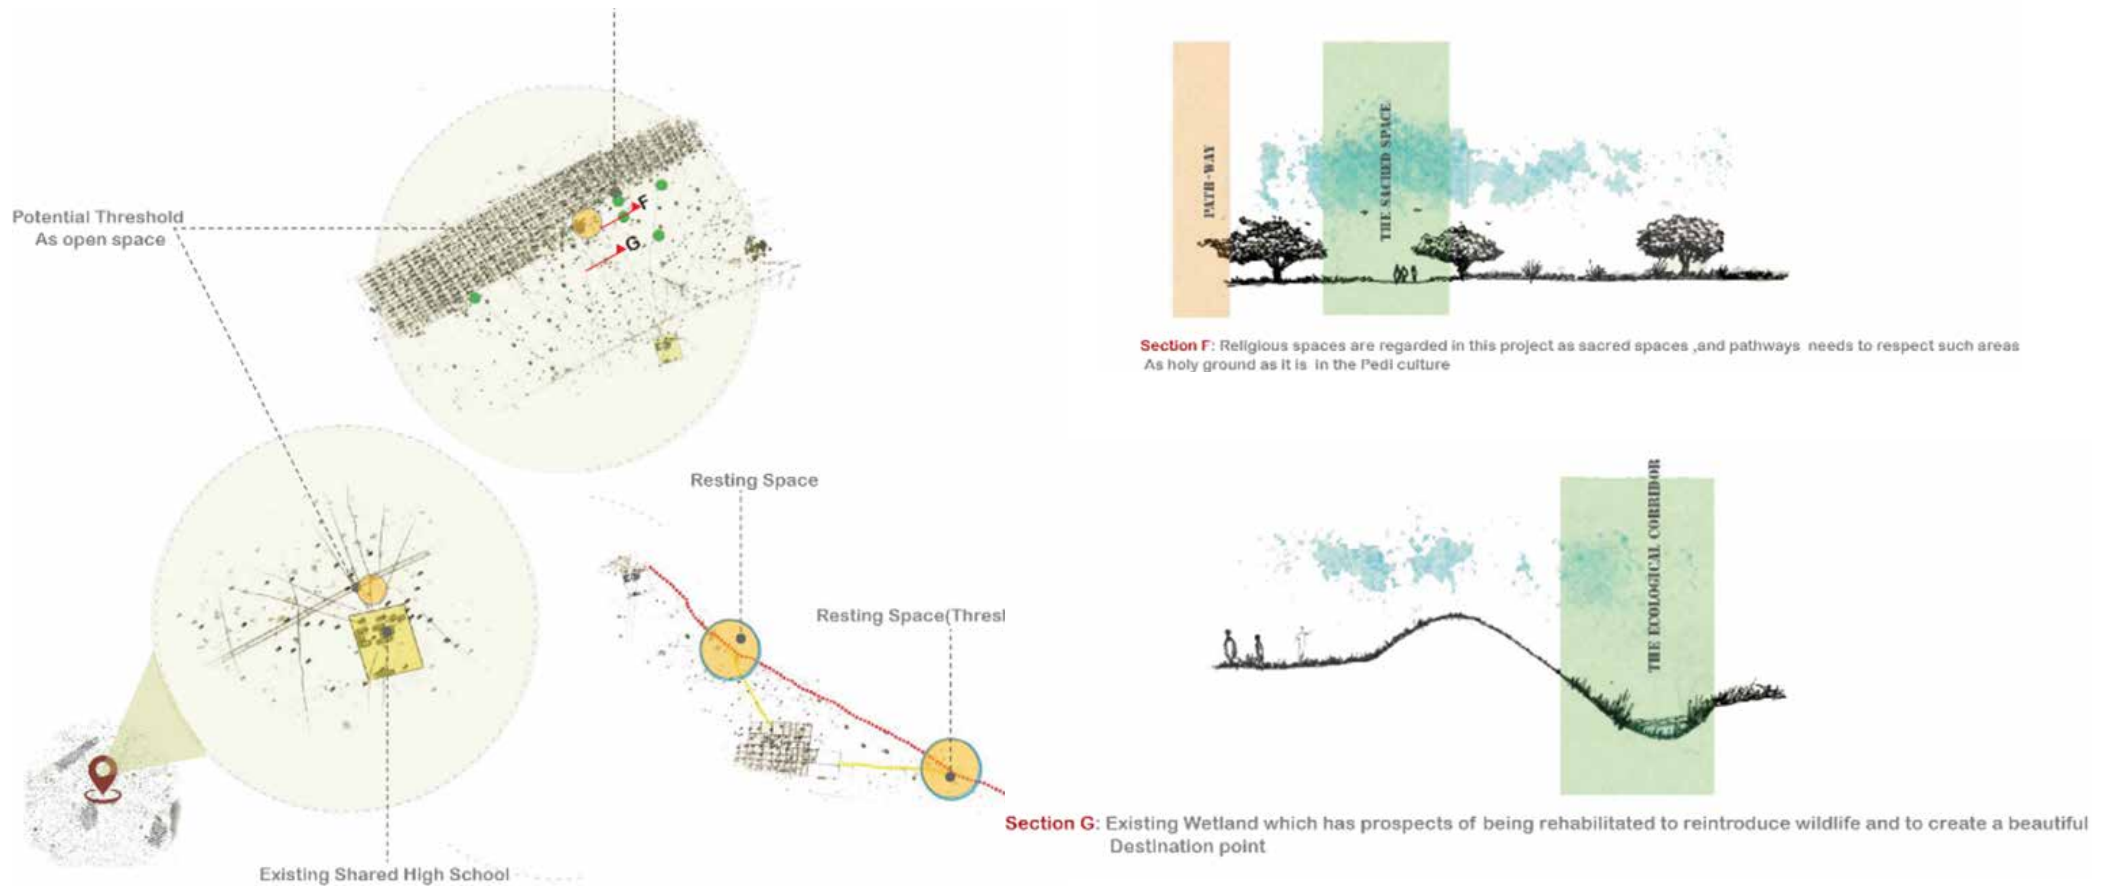 Potential Threshold
As open space
F
G
Resting Space
Resting Space(Thresl
Existing Shared High School
PATH-WAY
THE SACRED SPACE
Section F: Religious spaces are regarded in this project as sacred spaces ,and pathways needs to respect such areas
As holy ground as it is in the Pedi culture
THE ECOLOGICAL CORRIDOR
Section G: Existing Wetland which has prospects of being rehabilitated to reintroduce wildlife and to create a beautiful
Destination point